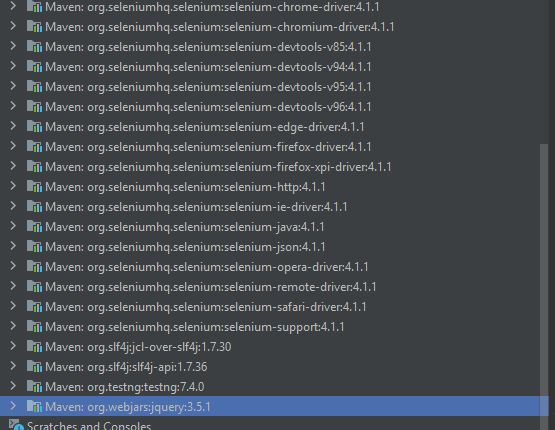 Maven: org.seleniumhq.selenium:selenium-chrome-driver:4.1.1
Maven: org.seleniumhq.selenium:selenium-chromium-driver:4.1.1
Maven: org.seleniumhq.selenium:selenium-devtools-v85:4.1.1
Maven: org.seleniumhq.selenium:selenium-devtools-v94:4.1.1
Maven: org.seleniumhq.selenium:selenium-devtools-v95:4.1.1
Maven: org.seleniumhq.selenium:selenium-devtools-v96:4.1.1
Maven: org.seleniumhq.selenium:selenium-edge-driver:4.1.1
Maven: org.seleniumhq.selenium:selenium-firefox-driver:4.1.1
Maven: org.seleniumhq.selenium:selenium-firefox-xpi-driver:4.1.1
Maven: org.seleniumhq.selenium:selenium-http:4.1.1
Maven: org.seleniumhq.selenium:selenium-ie-driver:4.1.1
Maven: org.seleniumhq.selenium:selenium-java:4.1.1
Maven: org.seleniumhq.selenium:selenium-json:4.1.1
Maven: org.seleniumhq.selenium:selenium-opera-driver:4.1.1
Maven: org.seleniumhq.selenium:selenium-remote-driver:4.1.1
Maven: org.seleniumhq.selenium:selenium-safari-driver:4.1.1
Maven: org.seleniumhq.selenium:selenium-support:4.1.1
Maven: org.slf4j:jcl-over-slf4j:1.7.30
Maven: org.slf4j:slf4j-api:1.7.36
Maven: org.testng:testng:7.4.0
Maven: org.webjars:jquery:3.5.1
Scratches and Consoles